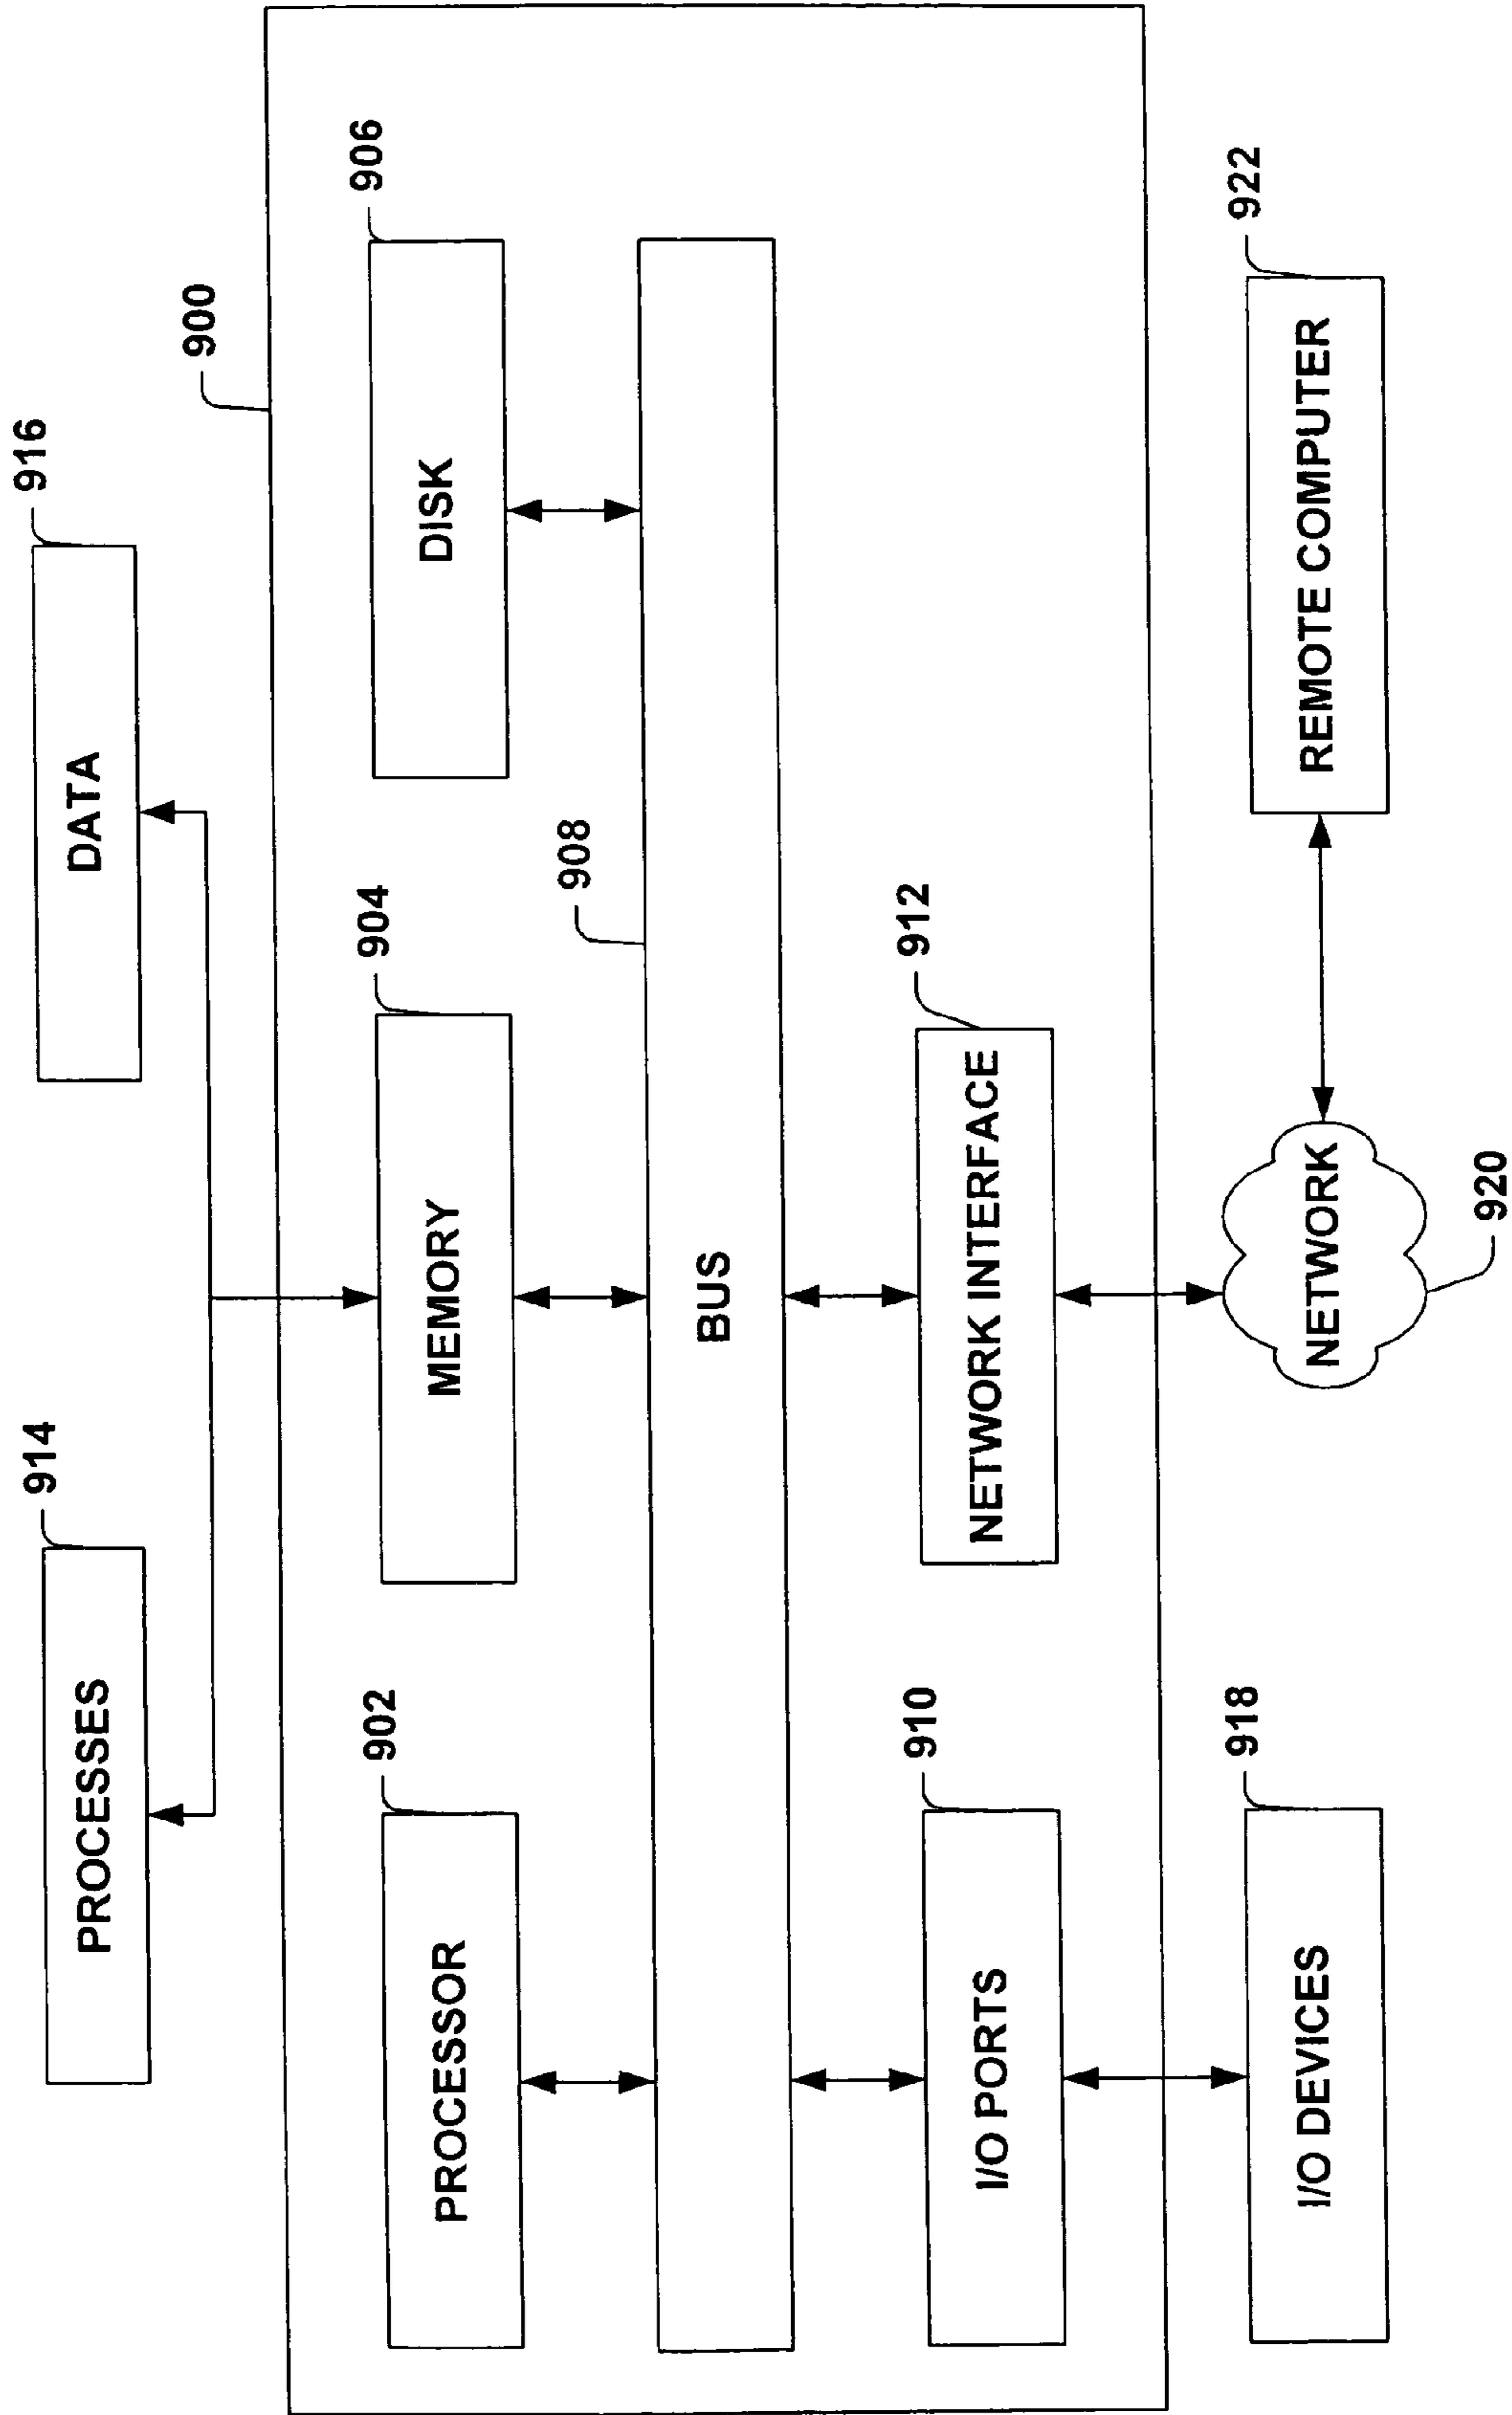 914
PROCESSES
916
DATA
900
902
PROCESSOR
904
MEMORY
906
DISK
908
BUS
910
I/O PORTS
912
NETWORK INTERFACE
918
I/O DEVICES
NETWORK
920
922
REMOTE COMPUTER